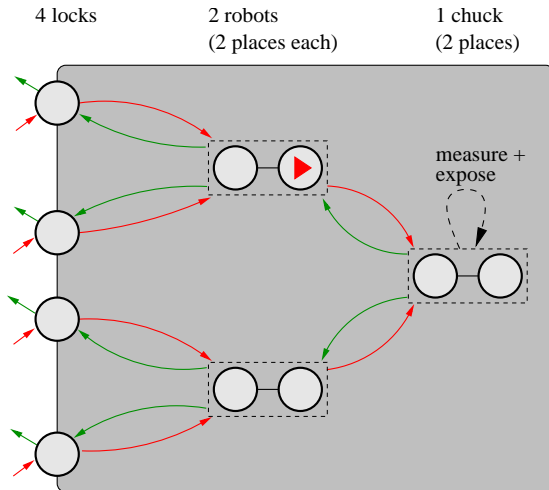 4 locks
2 robots
(2 places each)
1 chuck
(2 places)
measure +
expose